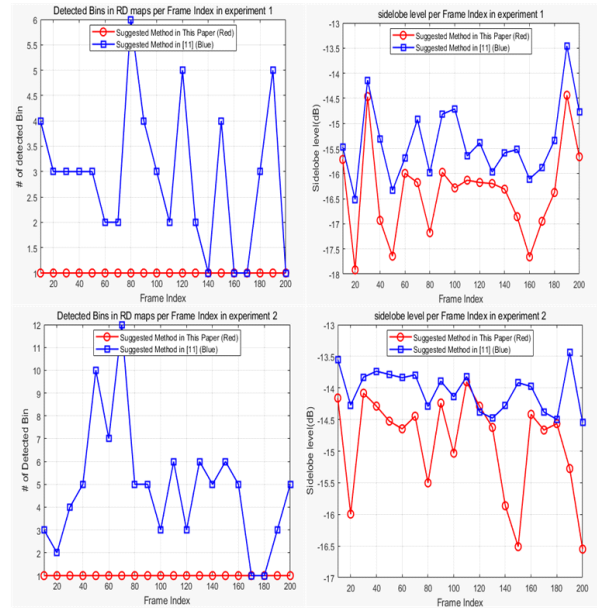 Detected Bins in RD maps per Frame Index in experiment 1
Suggested Method in This Paper (Red)
Suggested Method in [11] (Blue)
# of detected Bin
6
5.5
5
4.5
4
3.5
3
2.5
2
1.5
1
20 40 60 80 100 120 140 160 180 200
Frame Index
sidelobe level per Frame Index in experiment 1
Suggested Method in This Paper (Red)
Suggested Method in [11] (Blue)
Sidelobe level(dB)
-13
-13.5
-14
-14.5
-15
-15.5
-16
-16.5
-17
-17.5
-18
20 40 60 80 100 120 140 160 180 200
Frame Index
Detected Bins in RD maps per Frame Index in experiment 2
Suggested Method in This Paper (Red)
Suggested Method in [11] (Blue)
# of Detected Bin
12
11
10
9
8
7
6
5
4
3
2
1
20 40 60 80 100 120 140 160 180 200
Frame Index
sidelobe level per Frame Index in experiment 2
Suggested Method in This Paper (Red)
Suggested Method in [11] (Blue)
Sidelobe level(dB)
-13
-13.5
-14
-14.5
-15
-15.5
-16
-16.5
-17
20 40 60 80 100 120 140 160 180 200
Frame Index